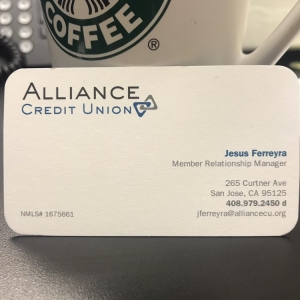 COFFEE
®
ALLIANCE
CREDIT UNION
Jesus Ferreyra
Member Relationship Manager
265 Curtner Ave
San Jose, CA 95125
408.979.2450 d
NMLS# 1675661
jferreyra@alliancecu.org